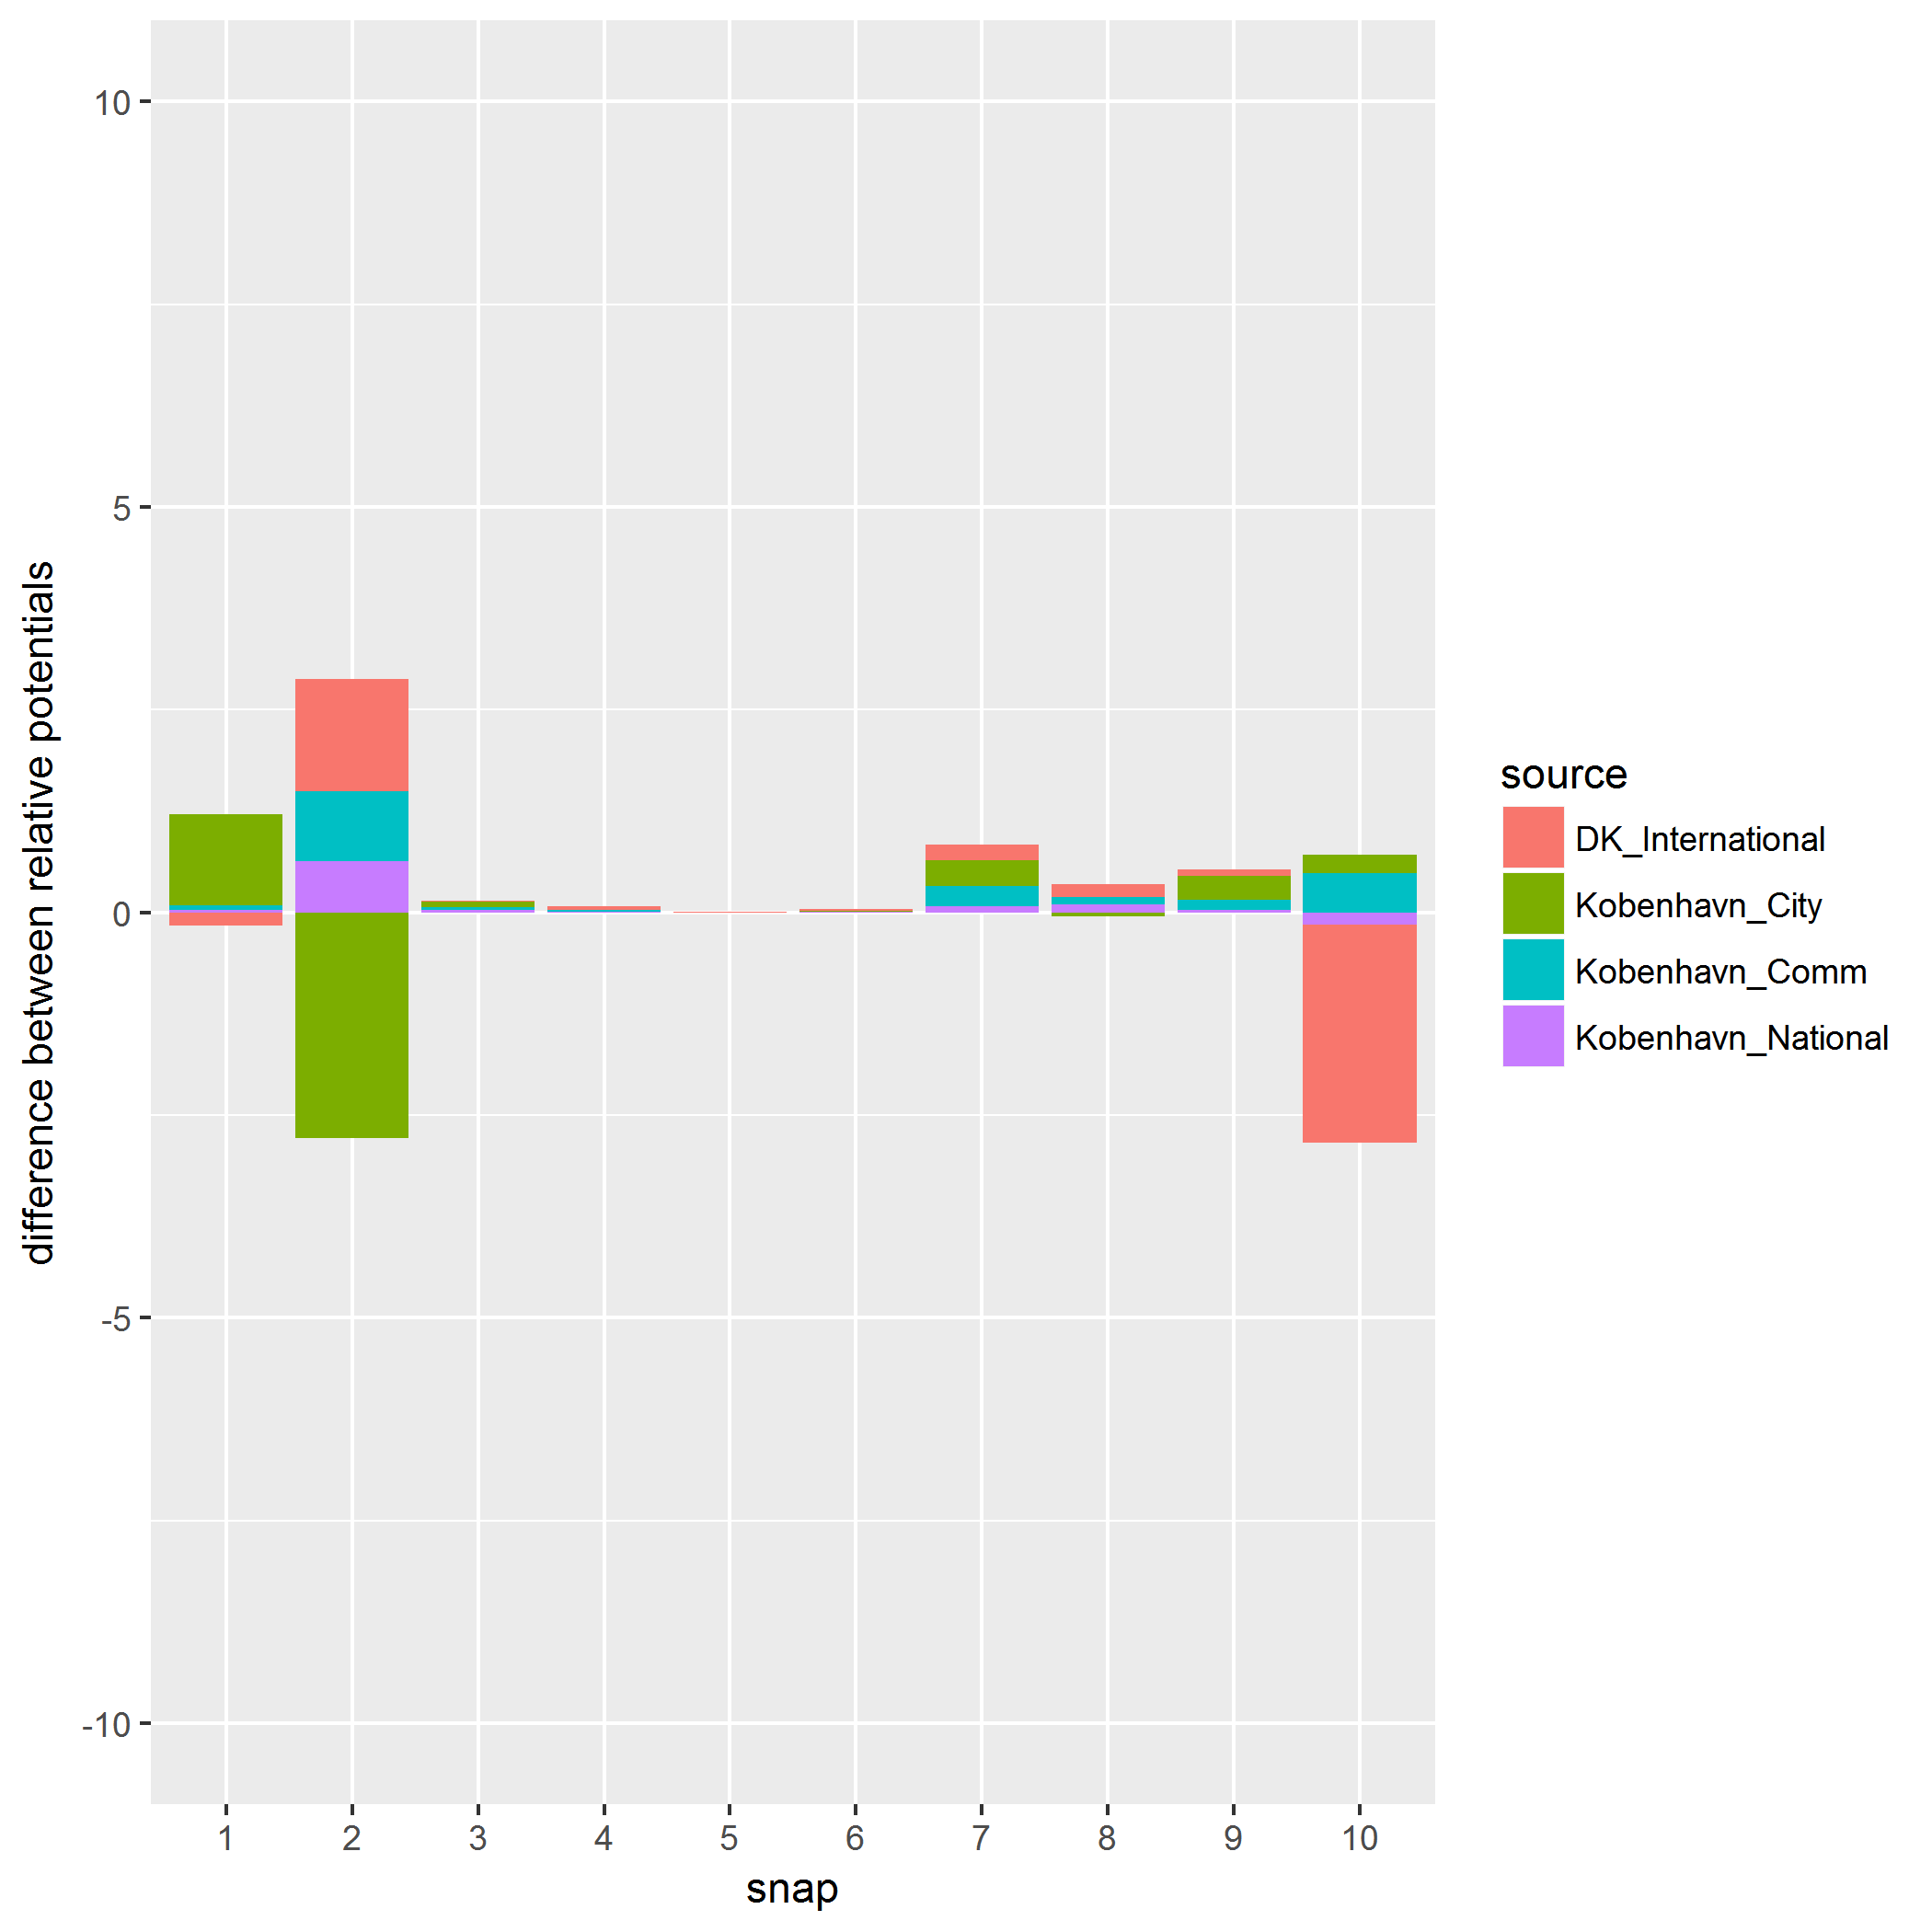 difference between relative potentials
10
5
0
-5
-10
1 2 3 4 5 6 7 8 9 10
snap
source
DK_International
Kobenhavn_City
Kobenhavn_Comm
Kobenhavn_National